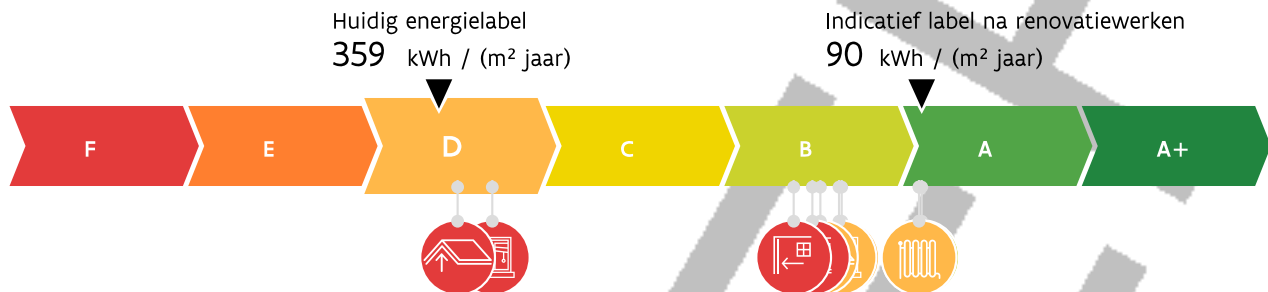 Huidig energielabel
359 kWh / (m² jaar)
Indicatief label na renovatiewerken
90 kWh / (m² jaar)
F
E
D
C
B
A
A+